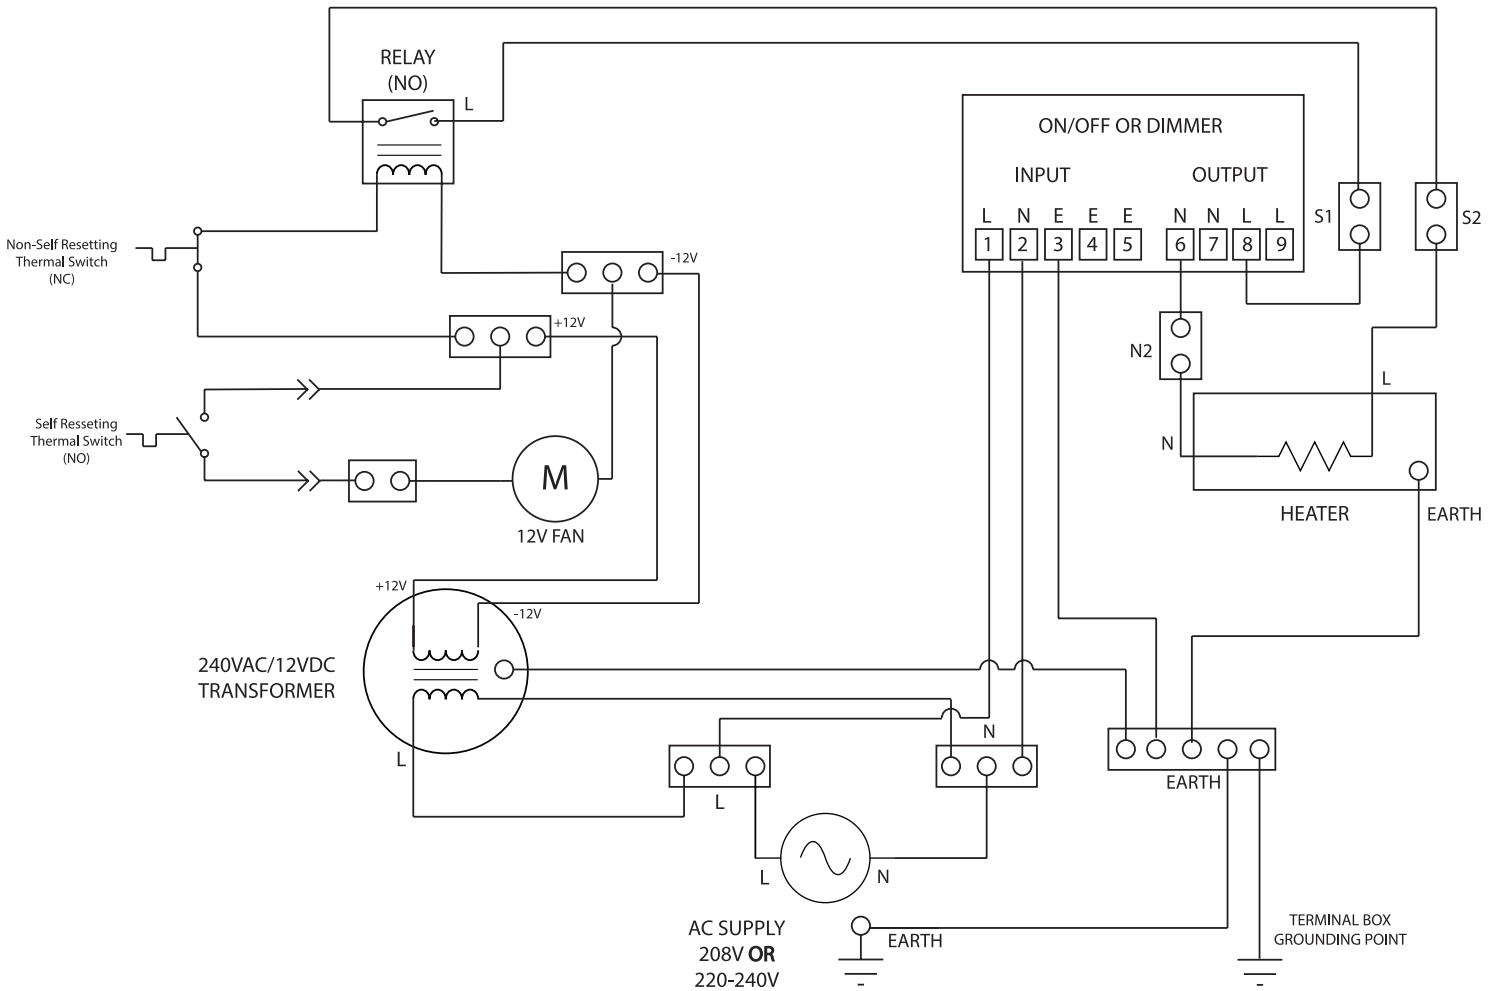 RELAY
(NO)
L
ON/OFF OR DIMMER
INPUT OUTPUT
L N E E E N N L L
1 2 3 4 5 6 7 8 9
S1
S2
Non-Self Resetting
Thermal Switch
(NC)
-12V
+12V
N2
L
Self Resseting
Thermal Switch
(NO)
M
12V FAN
N
HEATER
EARTH
+12V
-12V
240VAC/12VDC
TRANSFORMER
L
N
L
EARTH
L
N
AC SUPPLY
208V OR
220-240V
EARTH
TERMINAL BOX
GROUNDING POINT